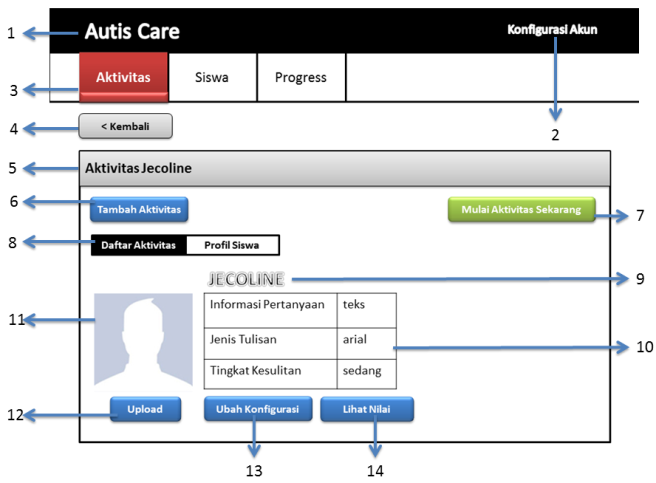 1
Autis Care
Konfigurasi Akun
2
3
Aktivitas
Siswa
Progress
4
< Kembali
5
Aktivitas Jecoline
6
Tambah Aktivitas
Mulai Aktivitas Sekarang
7
8
Daftar Aktivitas
Profil Siswa
JECOLINE
9
11
Informasi Pertanyaan teks
Jenis Tulisan arial
10
Tingkat Kesulitan sedang
12
Upload
Ubah Konfigurasi
Lihat Nilai
13
14